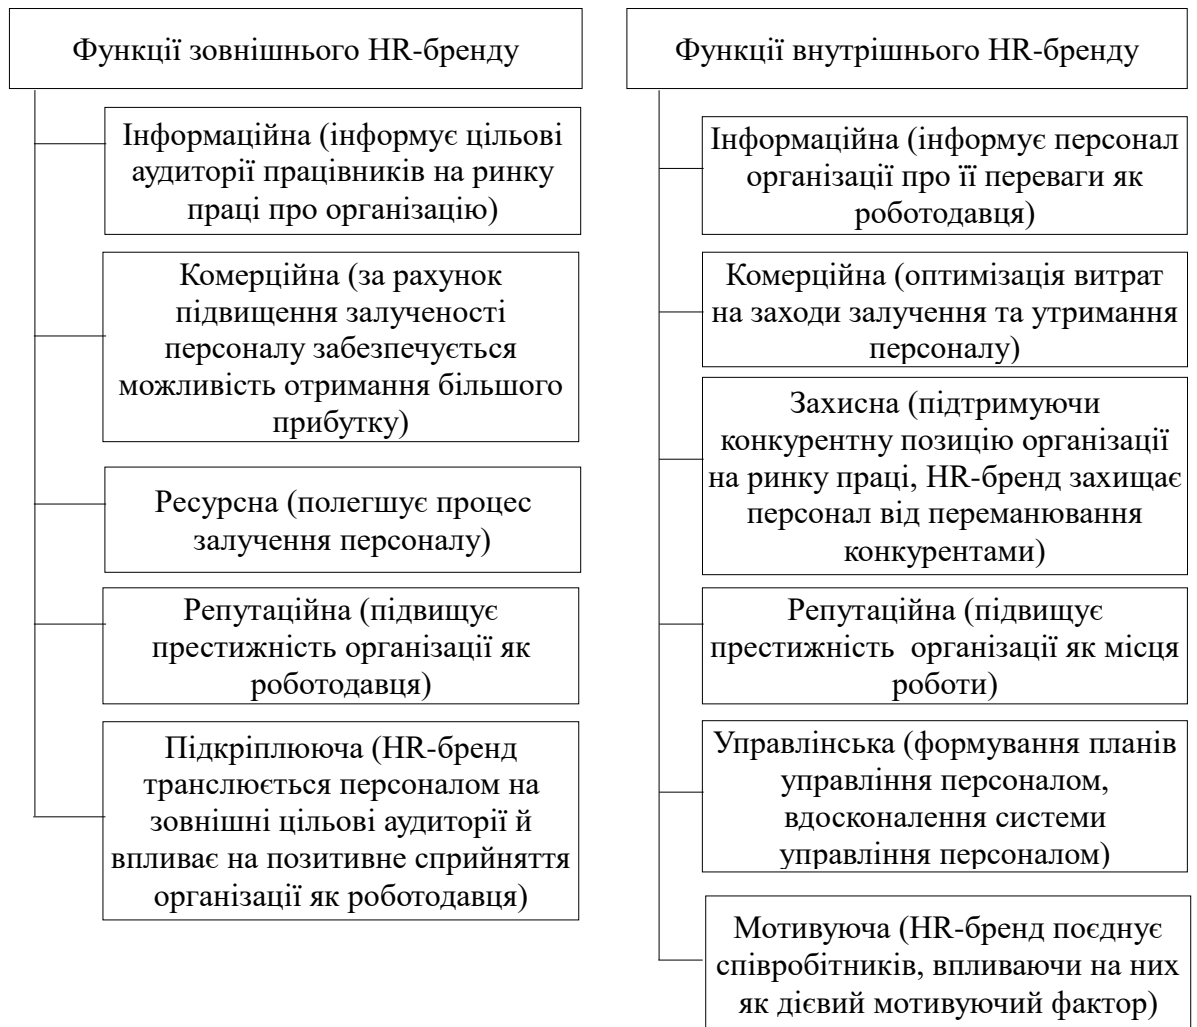 Функції зовнішнього HR-бренду
Інформаційна (інформує цільові
аудиторії працівників на ринку
праці про організацію)
Комерційна (за рахунок
підвищення залученості
персоналу забезпечується
можливість отримання більшого
прибутку)
Ресурсна (полегшує процес
залучення персоналу)
Репутаційна (підвищує
престижність організації як
роботодавця)
Підкріплююча (HR-бренд
транслюється персоналом на
зовнішні цільові аудиторії й
впливає на позитивне сприйняття
організації як роботодавця)
Функції внутрішнього HR-бренду
Інформаційна (інформує персонал
організації про її переваги як
роботодавця)
Комерційна (оптимізація витрат
на заходи залучення та утримання
персоналу)
Захисна (підтримуючи
конкурентну позицію організації
на ринку праці, HR-бренд захищає
персонал від переманювання
конкурентами)
Репутаційна (підвищує
престижність організації як місця
роботи)
Управлінська (формування планів
управління персоналом,
вдосконалення системи
управління персоналом)
Мотивуюча (HR-бренд поєднує
співробітників, впливаючи на них
як дієвий мотивуючий фактор)